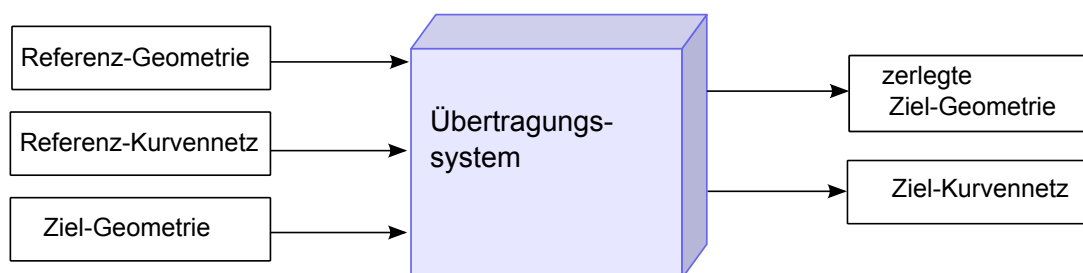 Referenz-Geometrie
Referenz-Kurvennetz
Ziel-Geometrie
Übertragungs-
system
zerlegte
Ziel-Geometrie
Ziel-Kurvennetz